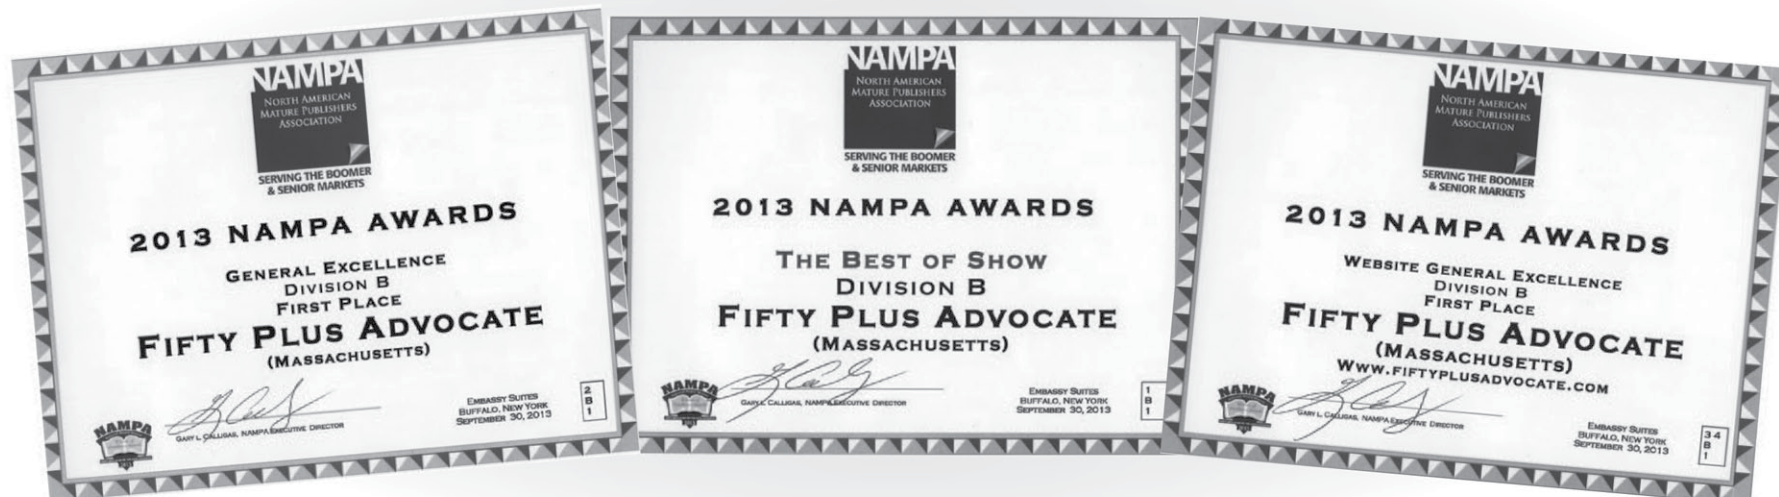 NAMPA
NORTH AMERICAN
MATURE PUBLISHERS
ASSOCIATION
SERVING THE BOOMER
& SENIOR MARKETS
2013 NAMPA AWARDS
GENERAL EXCELLENCE
DIVISION B
FIRST PLACE
FIFTY PLUS ADVOCATE
(MASSACHUSETTS)
NAMPA
GARY L. CALLIGAS, NAMPA EXECUTIVE DIRECTOR
EMBASSY SUITES
BUFFALO, NEW YORK
SEPTEMBER 30, 2013
2
B
1
NAMPA
NORTH AMERICAN
MATURE PUBLISHERS
ASSOCIATION
SERVING THE BOOMER
& SENIOR MARKETS
2013 NAMPA AWARDS
THE BEST OF SHOW
DIVISION B
FIFTY PLUS ADVOCATE
(MASSACHUSETTS)
NAMPA
GARY L. CALLIGAS, NAMPA EXECUTIVE DIRECTOR
EMBASSY SUITES
BUFFALO, NEW YORK
SEPTEMBER 30, 2013
1
B
1
NAMPA
NORTH AMERICAN
MATURE PUBLISHERS
ASSOCIATION
SERVING THE BOOMER
& SENIOR MARKETS
2013 NAMPA AWARDS
WEBSITE GENERAL EXCELLENCE
DIVISION B
FIRST PLACE
FIFTY PLUS ADVOCATE
(MASSACHUSETTS)
WWW.FIFTYPLUSADVOCATE.COM
NAMPA
GARY L. CALLIGAS, NAMPA EXECUTIVE DIRECTOR
EMBASSY SUITES
BUFFALO, NEW YORK
SEPTEMBER 30, 2013
34
B
1